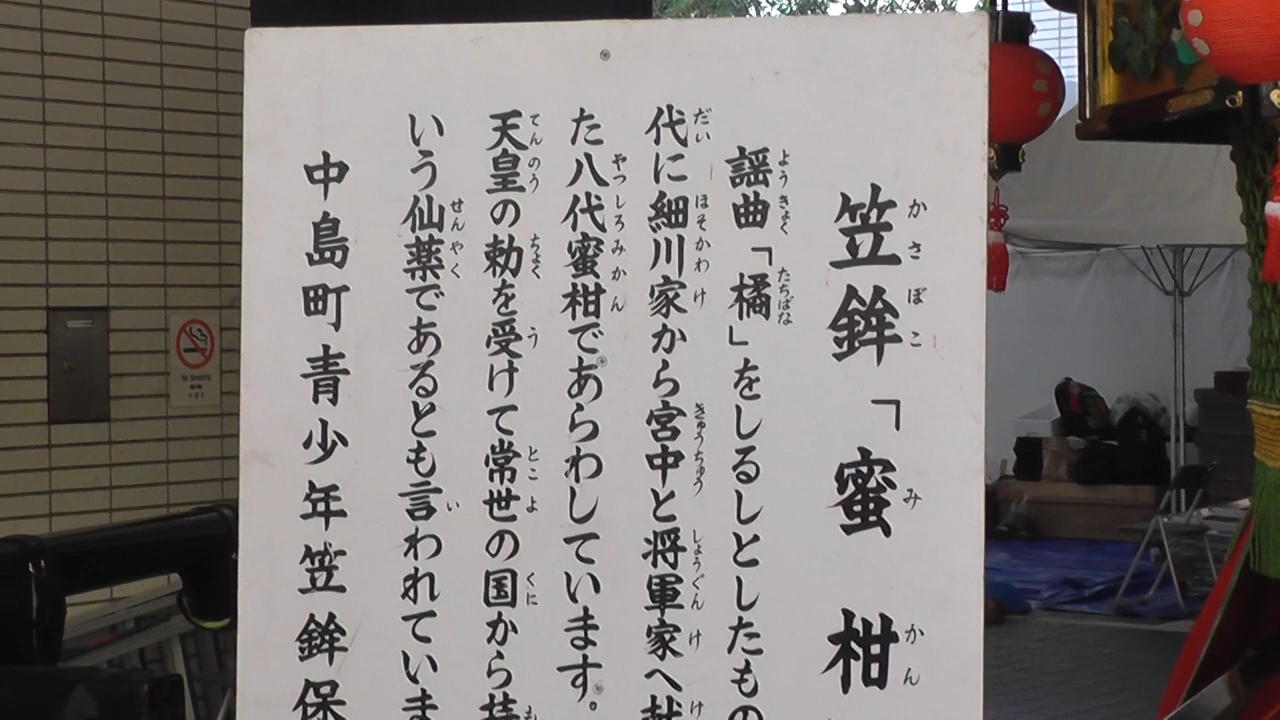 笠鉾「蜜柑
謡曲「橘」をしるしとしたもの
代に細川家から宮中と将軍家へ献
た八代蜜柑であらわしています。
天皇の勅を受けて常世の国から持
いう仙薬であるとも言われていま
中島町青少年笠鉾保